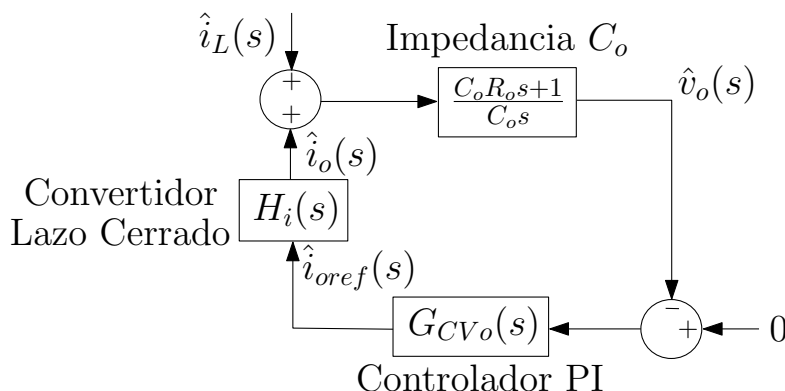 î_L(s)
Impedancia C_o
+
+
C_oR_os+1
C_os
v̂_o(s)
î_o(s)
Convertidor
Lazo Cerrado
H_i(s)
î_oref(s)
G_CVo(s)
−
+
0
Controlador PI